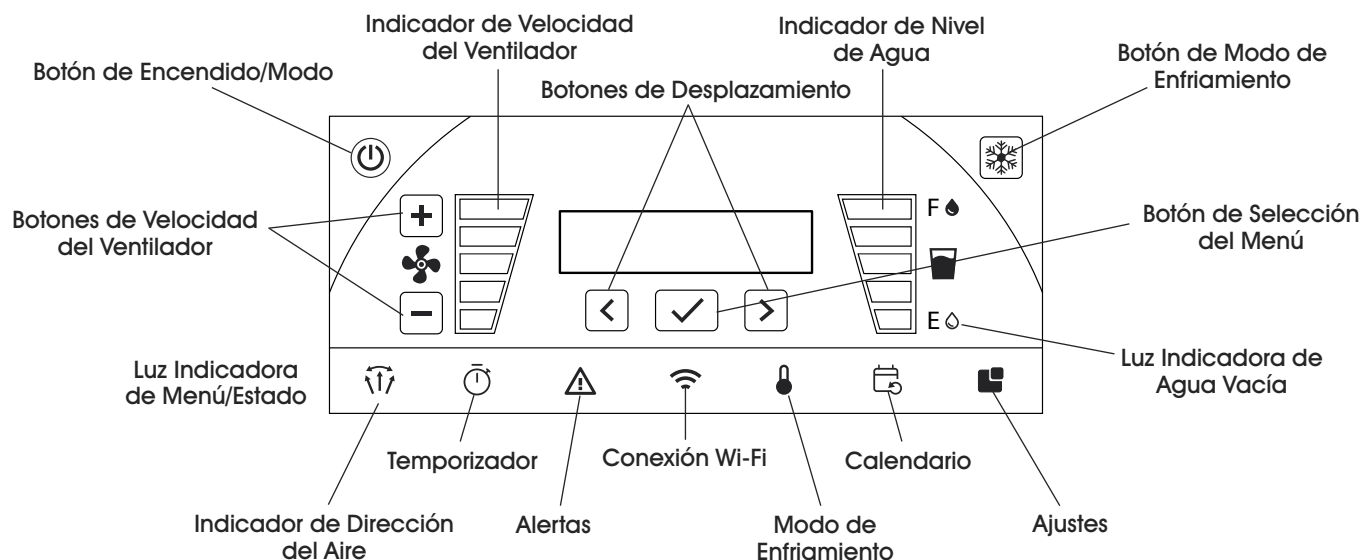 Indicador de Velocidad
del Ventilador
Indicador de Nivel
de Agua
Botón de Encendido/Modo
Botones de Desplazamiento
Botón de Modo de
Enfriamiento
Botones de Velocidad
del Ventilador
F
Botón de Selección
del Menú
E
Luz Indicadora
de Menú/Estado
Luz Indicadora de
Agua Vacía
Temporizador
Conexión Wi-Fi
Calendario
Indicador de Dirección
del Aire
Alertas
Modo de
Enfriamiento
Ajustes